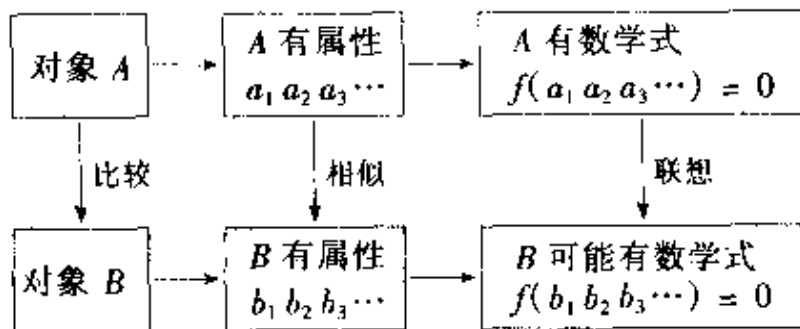 对象 A
A 有属性
a₁ a₂ a₃ ⋯
A 有数学式
f( a₁ a₂ a₃ ⋯) = 0
比较
相似
联想
对象 B
B 有属性
b₁ b₂ b₃ ⋯
B 可能有数学式
f( b₁ b₂ b₃ ⋯) = 0